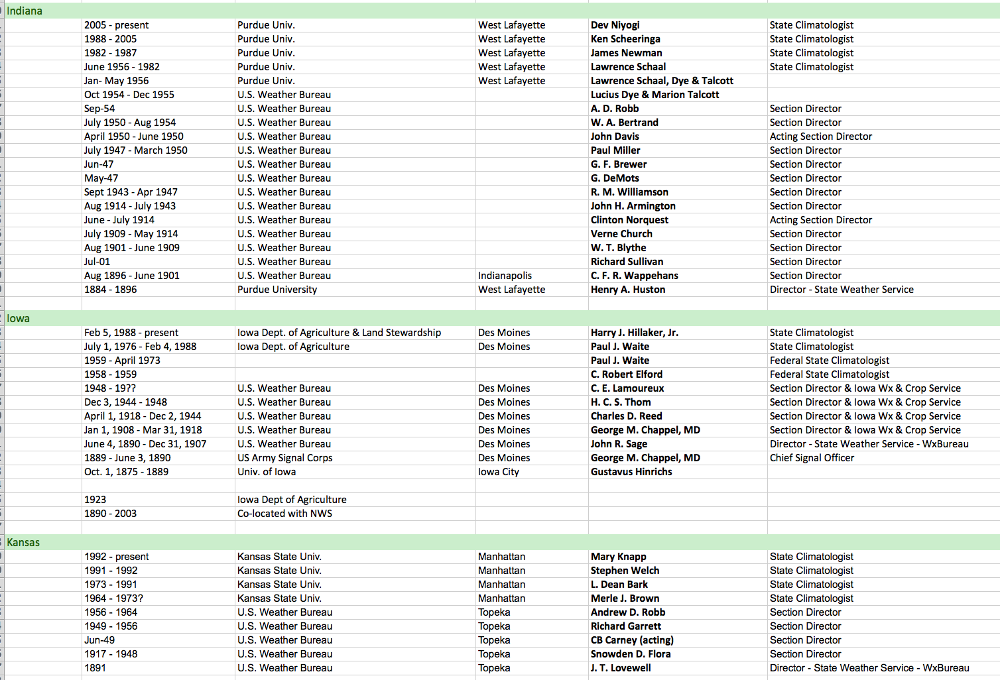 Indiana
2005 - present Purdue Univ. West Lafayette Dev Niyogi State Climatologist
1988 - 2005 Purdue Univ. West Lafayette Ken Scheeringa State Climatologist
1982 - 1987 Purdue Univ. West Lafayette James Newman State Climatologist
June 1956 - 1982 Purdue Univ. West Lafayette Lawrence Schaal State Climatologist
Jan- May 1956 Purdue Univ. West Lafayette Lawrence Schaal, Dye & Talcott
Oct 1954 - Dec 1955 U.S. Weather Bureau Lucius Dye & Marion Talcott
Sep-54 U.S. Weather Bureau A. D. Robb Section Director
July 1950 - Aug 1954 U.S. Weather Bureau W. A. Bertrand Section Director
April 1950 - June 1950 U.S. Weather Bureau John Davis Acting Section Director
July 1947 - March 1950 U.S. Weather Bureau Paul Miller Section Director
Jun-47 U.S. Weather Bureau G. F. Brewer Section Director
May-47 U.S. Weather Bureau G. DeMots Section Director
Sept 1943 - Apr 1947 U.S. Weather Bureau R. M. Williamson Section Director
Aug 1914 - July 1943 U.S. Weather Bureau John H. Armington Section Director
June - July 1914 U.S. Weather Bureau Clinton Norquest Acting Section Director
July 1909 - May 1914 U.S. Weather Bureau Verne Church Section Director
Aug 1901 - June 1909 U.S. Weather Bureau W. T. Blythe Section Director
Jul-01 U.S. Weather Bureau Richard Sullivan Section Director
Aug 1896 - June 1901 U.S. Weather Bureau Indianapolis C. F. R. Wappehans Section Director
1884 - 1896 Purdue University West Lafayette Henry A. Huston Director - State Weather Service
Iowa
Feb 5, 1988 - present Iowa Dept. of Agriculture & Land Stewardship Des Moines Harry J. Hillaker, Jr. State Climatologist
July 1, 1976 - Feb 4, 1988 Iowa Dept. of Agriculture Des Moines Paul J. Waite State Climatologist
1959 - April 1973 Paul J. Waite Federal State Climatologist
1958 - 1959 C. Robert Elford Federal State Climatologist
1948 - 19?? U.S. Weather Bureau Des Moines C. E. Lamoureux Section Director & Iowa Wx & Crop Service
Dec 3, 1944 - 1948 U.S. Weather Bureau Des Moines H. C. S. Thom Section Director & Iowa Wx & Crop Service
April 1, 1918 - Dec 2, 1944 U.S. Weather Bureau Des Moines Charles D. Reed Section Director & Iowa Wx & Crop Service
Jan 1, 1908 - Mar 31, 1918 U.S. Weather Bureau Des Moines George M. Chappel, MD Section Director & Iowa Wx & Crop Service
June 4, 1890 - Dec 31, 1907 U.S. Weather Bureau Des Moines John R. Sage Director - State Weather Service - WxBureau
1889 - June 3, 1890 US Army Signal Corps Des Moines George M. Chappel, MD Chief Signal Officer
Oct. 1, 1875 - 1889 Univ. of Iowa Iowa City Gustavus Hinrichs
1923 Iowa Dept of Agriculture
1890 - 2003 Co-located with NWS
Kansas
1992 - present Kansas State Univ. Manhattan Mary Knapp State Climatologist
1991 - 1992 Kansas State Univ. Manhattan Stephen Welch State Climatologist
1973 - 1991 Kansas State Univ. Manhattan L. Dean Bark State Climatologist
1964 - 1973? Kansas State Univ. Manhattan Merle J. Brown State Climatologist
1956 - 1964 U.S. Weather Bureau Topeka Andrew D. Robb Section Director
1949 - 1956 U.S. Weather Bureau Topeka Richard Garrett Section Director
Jun-49 U.S. Weather Bureau Topeka CB Carney (acting) Section Director
1917 - 1948 U.S. Weather Bureau Topeka Snowden D. Flora Section Director
1891 U.S. Weather Bureau Topeka J. T. Lovewell Director - State Weather Service - WxBureau